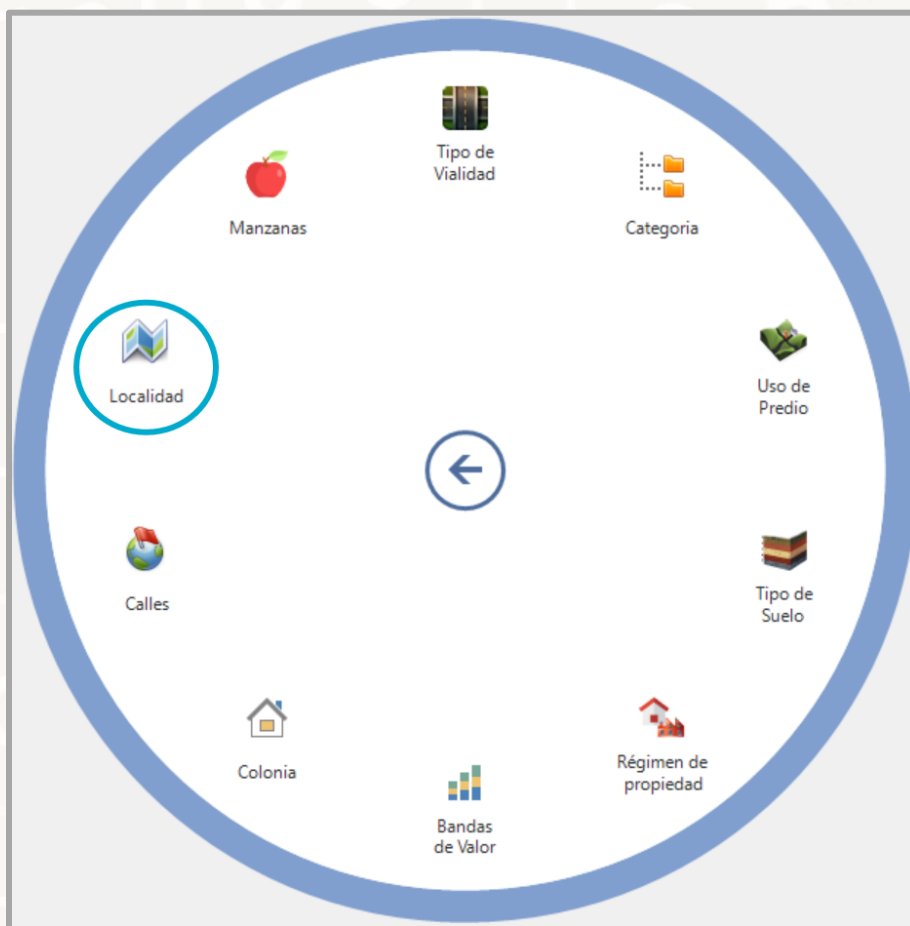 Tipo de
Vialidad
Manzanas
Categoria
Localidad
Uso de
Predio
Calles
Tipo de
Suelo
Colonia
Régimen de
propiedad
Bandas
de Valor